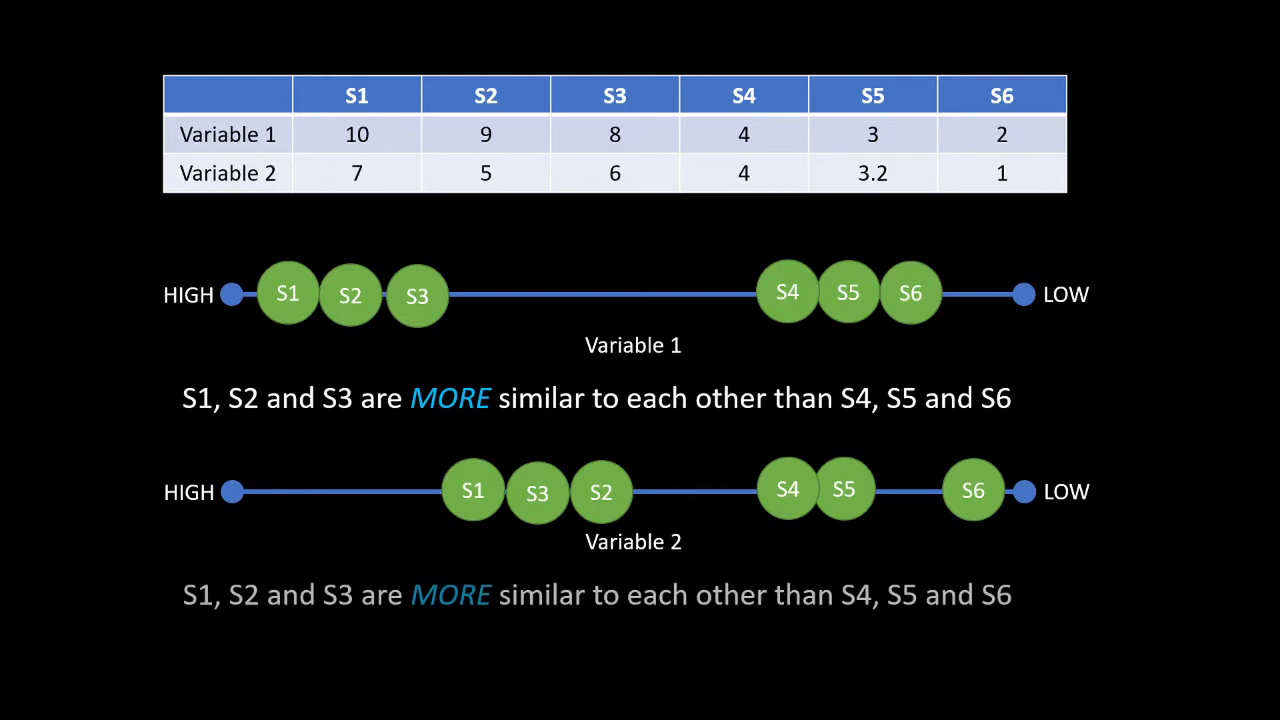 S1 S2 S3 S4 S5 S6
Variable 1 10 9 8 4 3 2
Variable 2 7 5 6 4 3.2 1
HIGH S1 S2 S3 S4 S5 S6 LOW
Variable 1
S1, S2 and S3 are MORE similar to each other than S4, S5 and S6
HIGH S1 S3 S2 S4 S5 S6 LOW
Variable 2
S1, S2 and S3 are MORE similar to each other than S4, S5 and S6